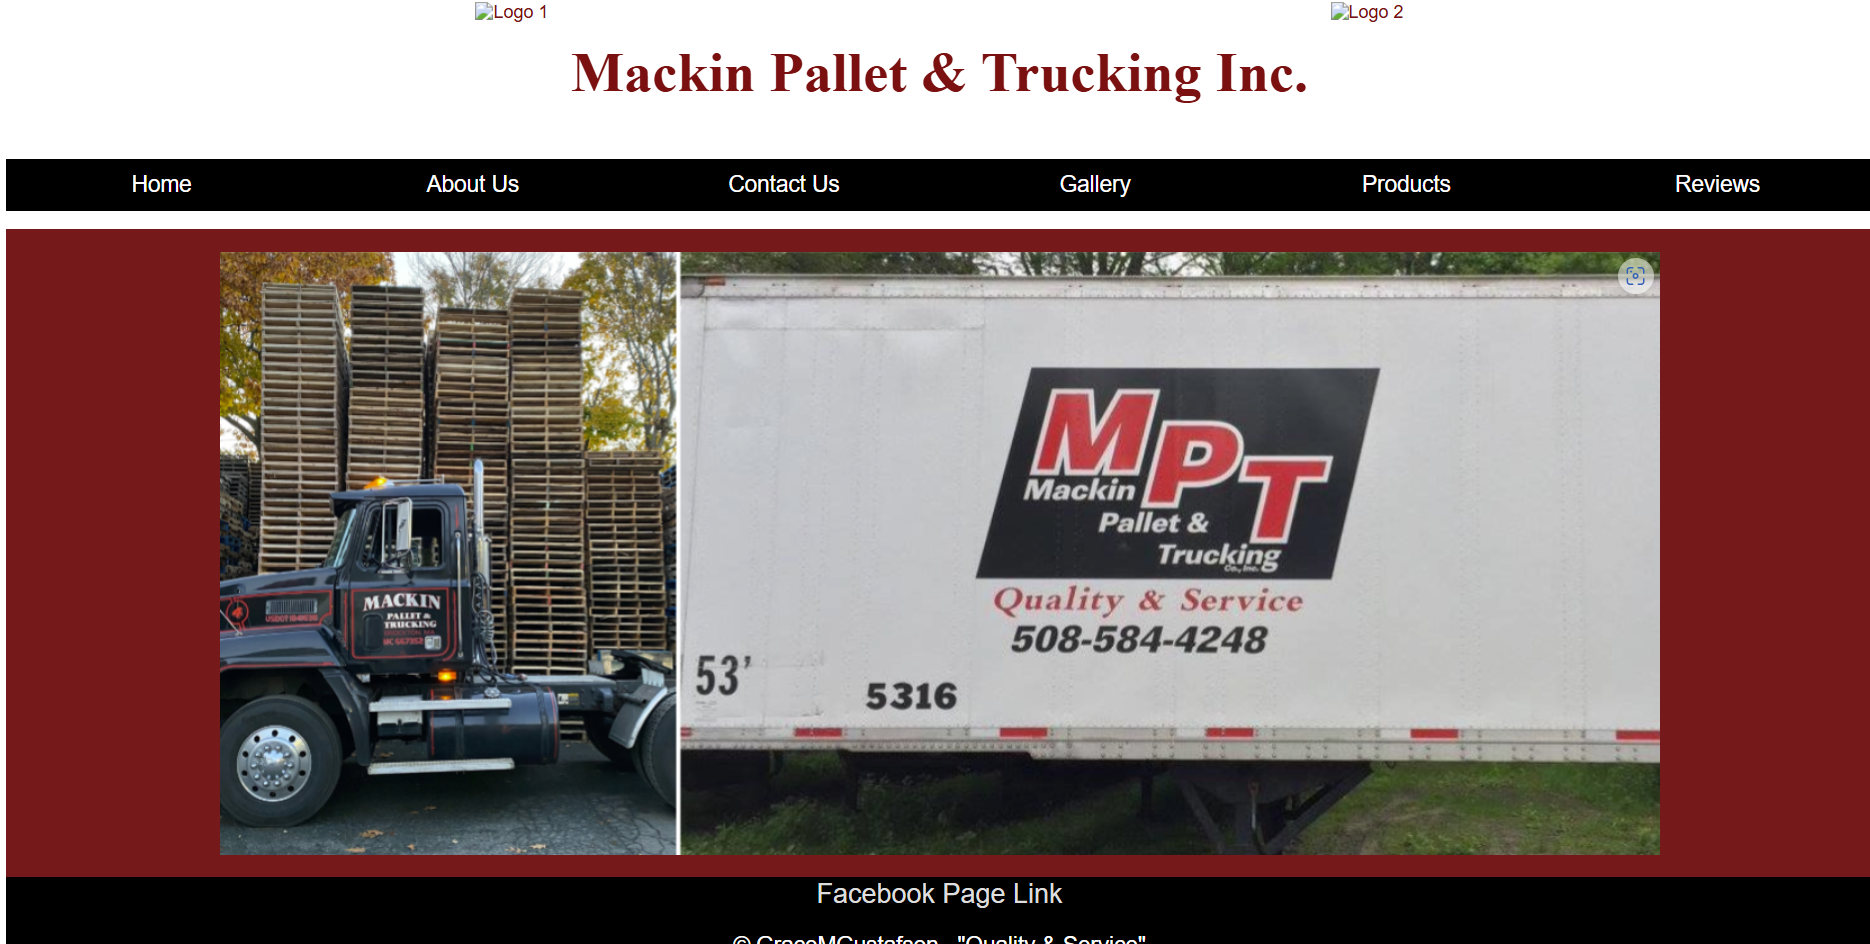 Logo 1
Logo 2
Mackin Pallet & Trucking Inc.
Home About Us Contact Us Gallery Products Reviews
MACKIN
PALLET &
TRUCKING
MPT
Mackin
Pallet &
Trucking
Co., Inc.
Quality & Service
508-584-4248
53'
5316
Facebook Page Link
© GraceMGustafson "Quality & Service"